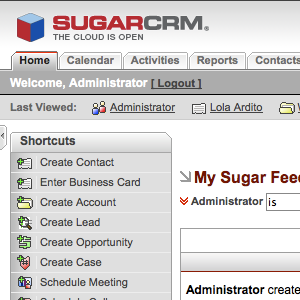 SUGARCRM®
THE CLOUD IS OPEN
Home Calendar Activities Reports Contacts
Welcome, Administrator [ Logout ]
Last Viewed: Administrator Lola Ardito
Shortcuts
Create Contact
Enter Business Card
Create Account
Create Lead
Create Opportunity
Create Case
Schedule Meeting
My Sugar Feed
Administrator is
Administrator create